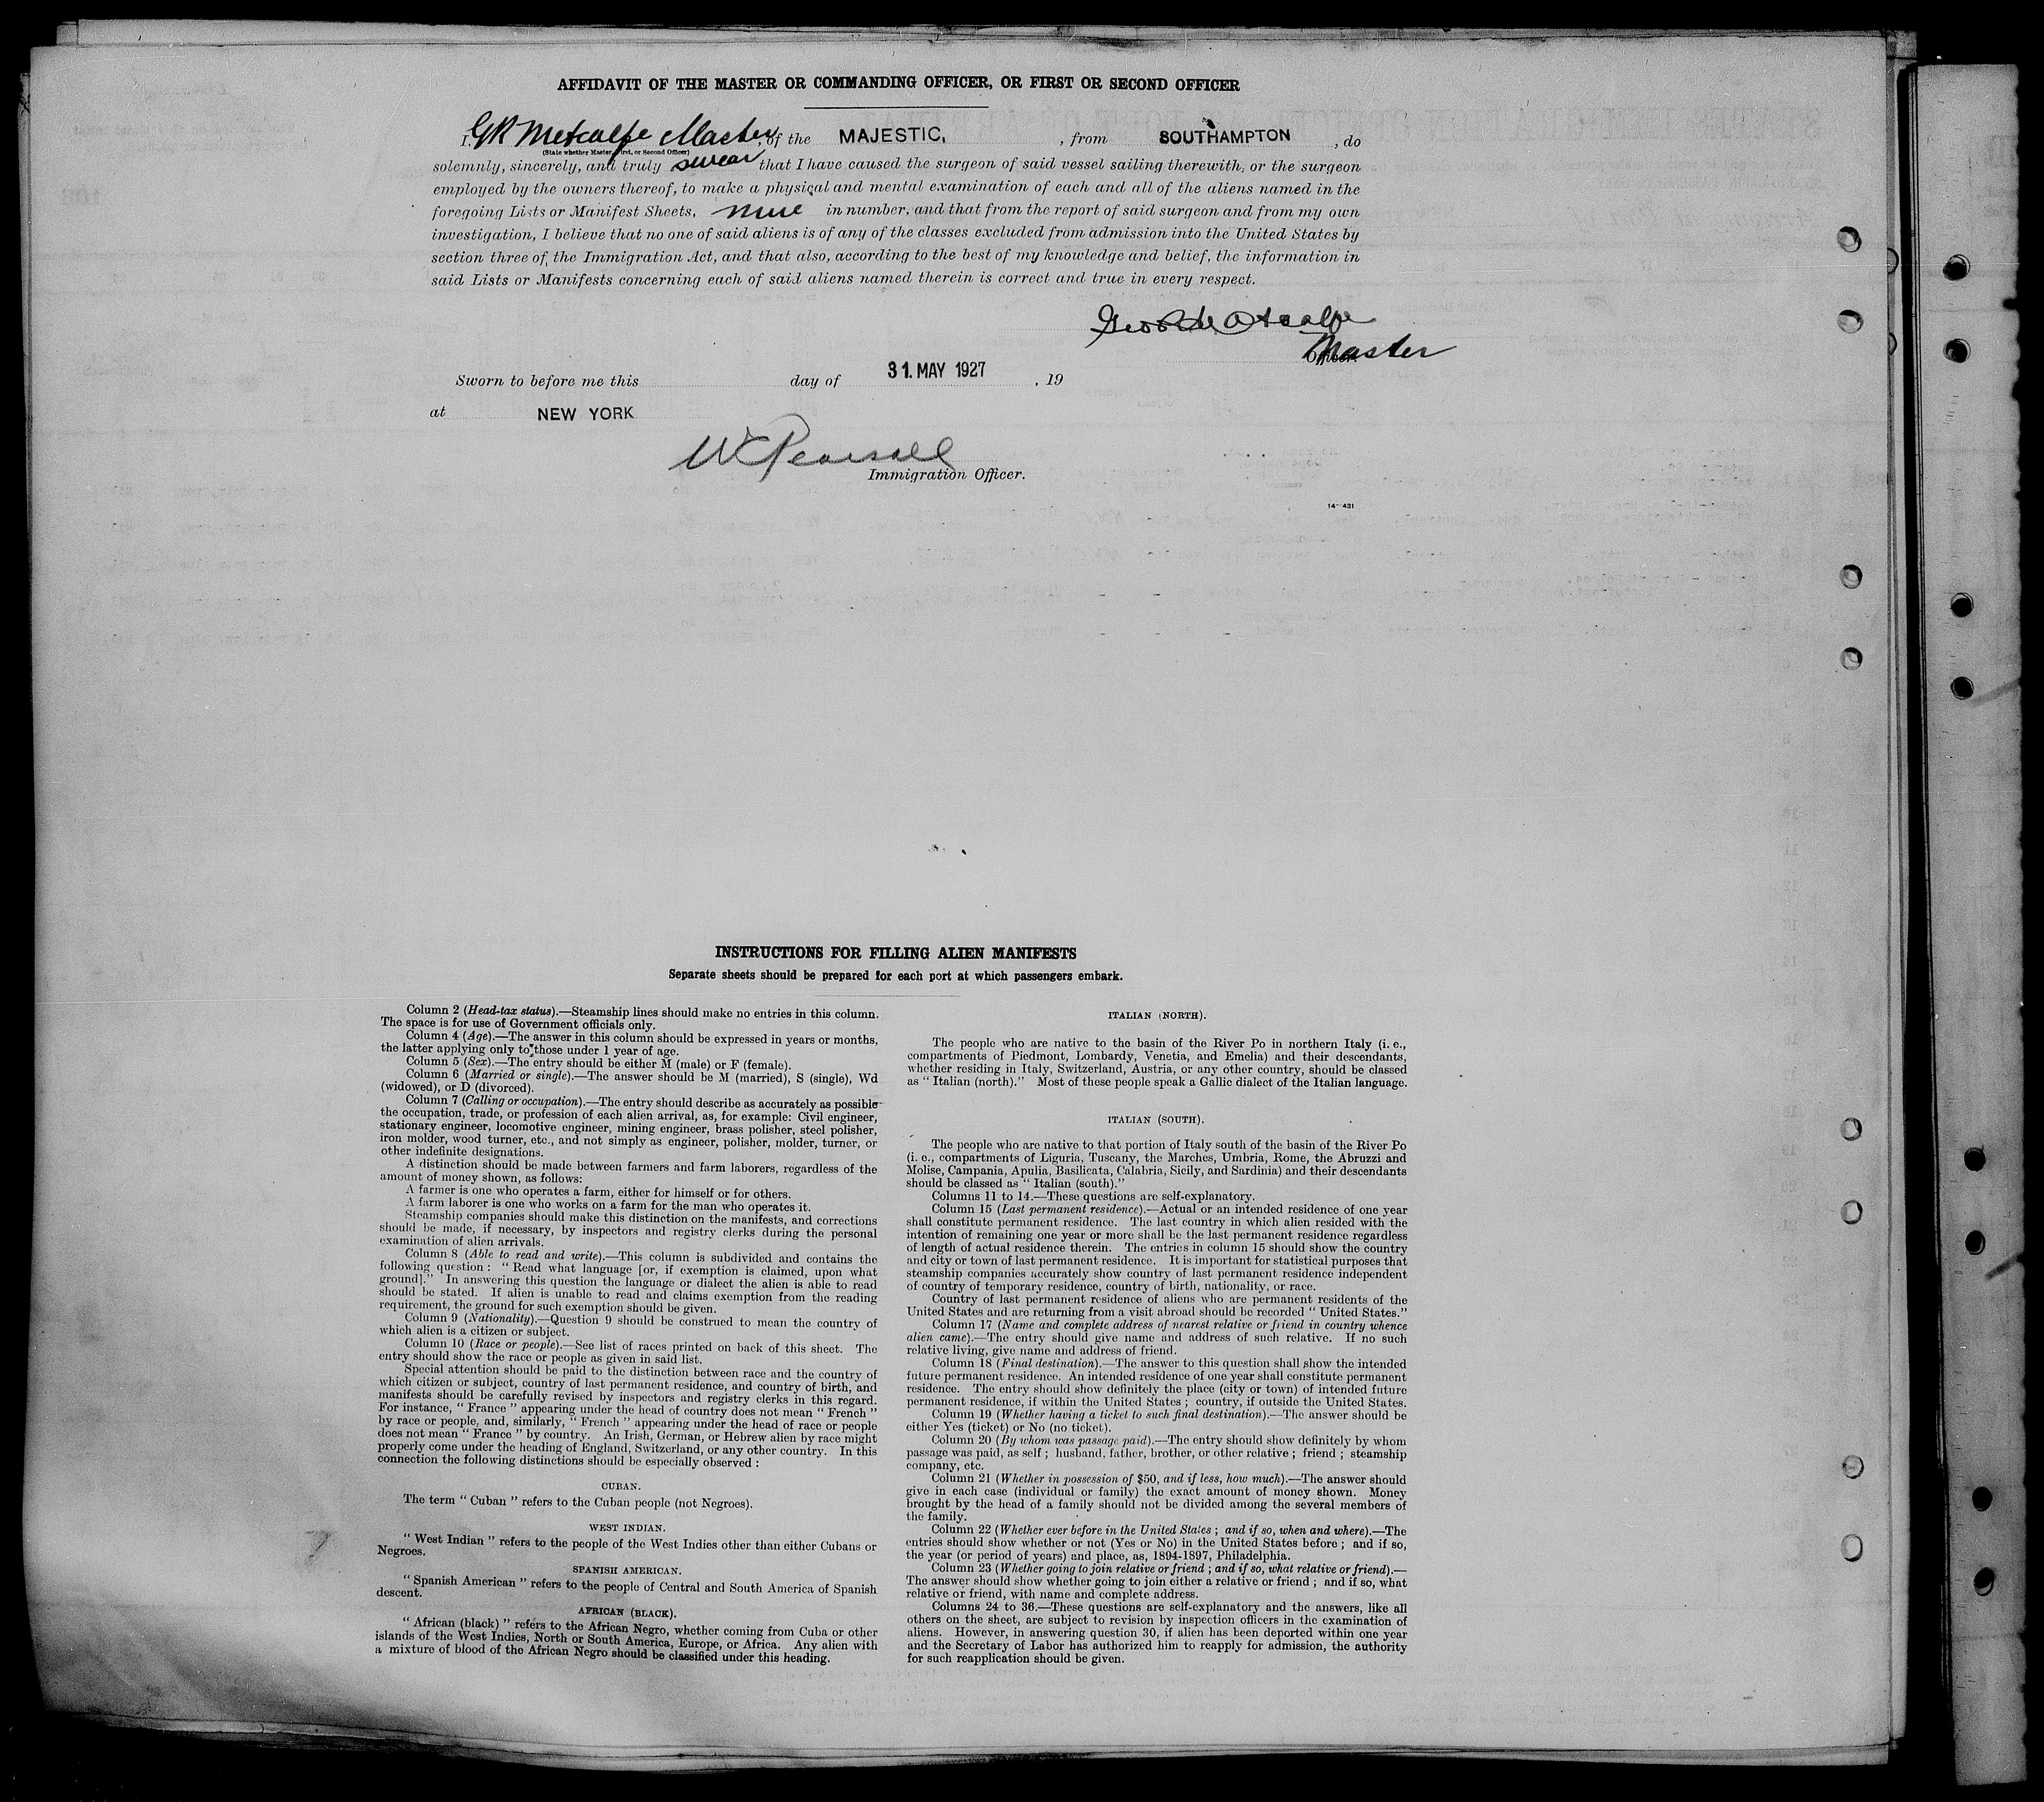 AFFIDAVIT OF THE MASTER OR COMMANDING OFFICER, OR FIRST OR SECOND OFFICER
I, GR Metcalfe Master, of the MAJESTIC, , from SOUTHAMPTON , do
(State whether Master, First, or Second Officer)
solemnly, sincerely, and truly swear that I have caused the surgeon of said vessel sailing therewith, or the surgeon
employed by the owners thereof, to make a physical and mental examination of each and all of the aliens named in the
foregoing Lists or Manifest Sheets, nine in number, and that from the report of said surgeon and from my own
investigation, I believe that no one of said aliens is of any of the classes excluded from admission into the United States by
section three of the Immigration Act, and that also, according to the best of my knowledge and belief, the information in
said Lists or Manifests concerning each of said aliens named therein is correct and true in every respect.
Geo R Metcalfe
Master
Officer.
Sworn to before me this day of 31. MAY 1927 , 19
at NEW YORK
W Pearsall
Immigration Officer.
14—431
INSTRUCTIONS FOR FILLING ALIEN MANIFESTS
Separate sheets should be prepared for each port at which passengers embark.
Column 2 (Head-tax status).—Steamship lines should make no entries in this column.
The space is for use of Government officials only.
Column 4 (Age).—The answer in this column should be expressed in years or months,
the latter applying only to those under 1 year of age.
Column 5 (Sex).—The entry should be either M (male) or F (female).
Column 6 (Married or single).—The answer should be M (married), S (single), Wd
(widowed), or D (divorced).
Column 7 (Calling or occupation).—The entry should describe as accurately as possible
the occupation, trade, or profession of each alien arrival, as, for example: Civil engineer,
stationary engineer, locomotive engineer, mining engineer, brass polisher, steel polisher,
iron molder, wood turner, etc., and not simply as engineer, polisher, molder, turner, or
other indefinite designations.
A distinction should be made between farmers and farm laborers, regardless of the
amount of money shown, as follows:
A farmer is one who operates a farm, either for himself or for others.
A farm laborer is one who works on a farm for the man who operates it.
Steamship companies should make this distinction on the manifests, and corrections
should be made, if necessary, by inspectors and registry clerks during the personal
examination of alien arrivals.
Column 8 (Able to read and write).—This column is subdivided and contains the
following question: “ Read what language [or, if exemption is claimed, upon what
ground].” In answering this question the language or dialect the alien is able to read
should be stated. If alien is unable to read and claims exemption from the reading
requirement, the ground for such exemption should be given.
Column 9 (Nationality).—Question 9 should be construed to mean the country of
which alien is a citizen or subject.
Column 10 (Race or people).—See list of races printed on back of this sheet. The
entry should show the race or people as given in said list.
Special attention should be paid to the distinction between race and the country of
which citizen or subject, country of last permanent residence, and country of birth, and
manifests should be carefully revised by inspectors and registry clerks in this regard.
For instance, “ France ” appearing under the head of country does not mean “ French ”
by race or people, and, similarly, “ French ” appearing under the head of race or people
does not mean “ France ” by country. An Irish, German, or Hebrew alien by race might
properly come under the heading of England, Switzerland, or any other country. In this
connection the following distinctions should be especially observed :
CUBAN.
The term “ Cuban ” refers to the Cuban people (not Negroes).
WEST INDIAN.
“ West Indian ” refers to the people of the West Indies other than either Cubans or
Negroes.
SPANISH AMERICAN.
“ Spanish American ” refers to the people of Central and South America of Spanish
descent.
AFRICAN (BLACK).
“ African (black) ” refers to the African Negro, whether coming from Cuba or other
islands of the West Indies, North or South America, Europe, or Africa. Any alien with
a mixture of blood of the African Negro should be classified under this heading.
ITALIAN (NORTH).
The people who are native to the basin of the River Po in northern Italy (i. e.,
compartments of Piedmont, Lombardy, Venetia, and Emelia) and their descendants,
whether residing in Italy, Switzerland, Austria, or any other country, should be classed
as “ Italian (north).” Most of these people speak a Gallic dialect of the Italian language.
ITALIAN (SOUTH).
The people who are native to that portion of Italy south of the basin of the River Po
(i. e., compartments of Liguria, Tuscany, the Marches, Umbria, Rome, the Abruzzi and
Molise, Campania, Apulia, Basilicata, Calabria, Sicily, and Sardinia) and their descendants
should be classed as “ Italian (south).”
Columns 11 to 14.—These questions are self-explanatory.
Column 15 (Last permanent residence).—Actual or an intended residence of one year
shall constitute permanent residence. The last country in which alien resided with the
intention of remaining one year or more shall be the last permanent residence regardless
of length of actual residence therein. The entries in column 15 should show the country
and city or town of last permanent residence. It is important for statistical purposes that
steamship companies accurately show country of last permanent residence independent
of country of temporary residence, country of birth, nationality, or race.
Country of last permanent residence of aliens who are permanent residents of the
United States and are returning from a visit abroad should be recorded “ United States.”
Column 17 (Name and complete address of nearest relative or friend in country whence
alien came).—The entry should give name and address of such relative. If no such
relative living, give name and address of friend.
Column 18 (Final destination).—The answer to this question shall show the intended
future permanent residence. An intended residence of one year shall constitute permanent
residence. The entry should show definitely the place (city or town) of intended future
permanent residence, if within the United States ; country, if outside the United States.
Column 19 (Whether having a ticket to such final destination).—The answer should be
either Yes (ticket) or No (no ticket).
Column 20 (By whom was passage paid).—The entry should show definitely by whom
passage was paid, as self ; husband, father, brother, or other relative ; friend ; steamship
company, etc.
Column 21 (Whether in possession of $50, and if less, how much).—The answer should
give in each case (individual or family) the exact amount of money shown. Money
brought by the head of a family should not be divided among the several members of
the family.
Column 22 (Whether ever before in the United States ; and if so, when and where).—The
entries should show whether or not (Yes or No) in the United States before ; and if so,
the year (or period of years) and place, as, 1894-1897, Philadelphia.
Column 23 (Whether going to join relative or friend ; and if so, what relative or friend).—
The answer should show whether going to join either a relative or friend ; and if so, what
relative or friend, with name and complete address.
Columns 24 to 36.—These questions are self-explanatory and the answers, like all
others on the sheet, are subject to revision by inspection officers in the examination of
aliens. However, in answering question 30, if alien has been deported within one year
and the Secretary of Labor has authorized him to reapply for admission, the authority
for such reapplication should be given.